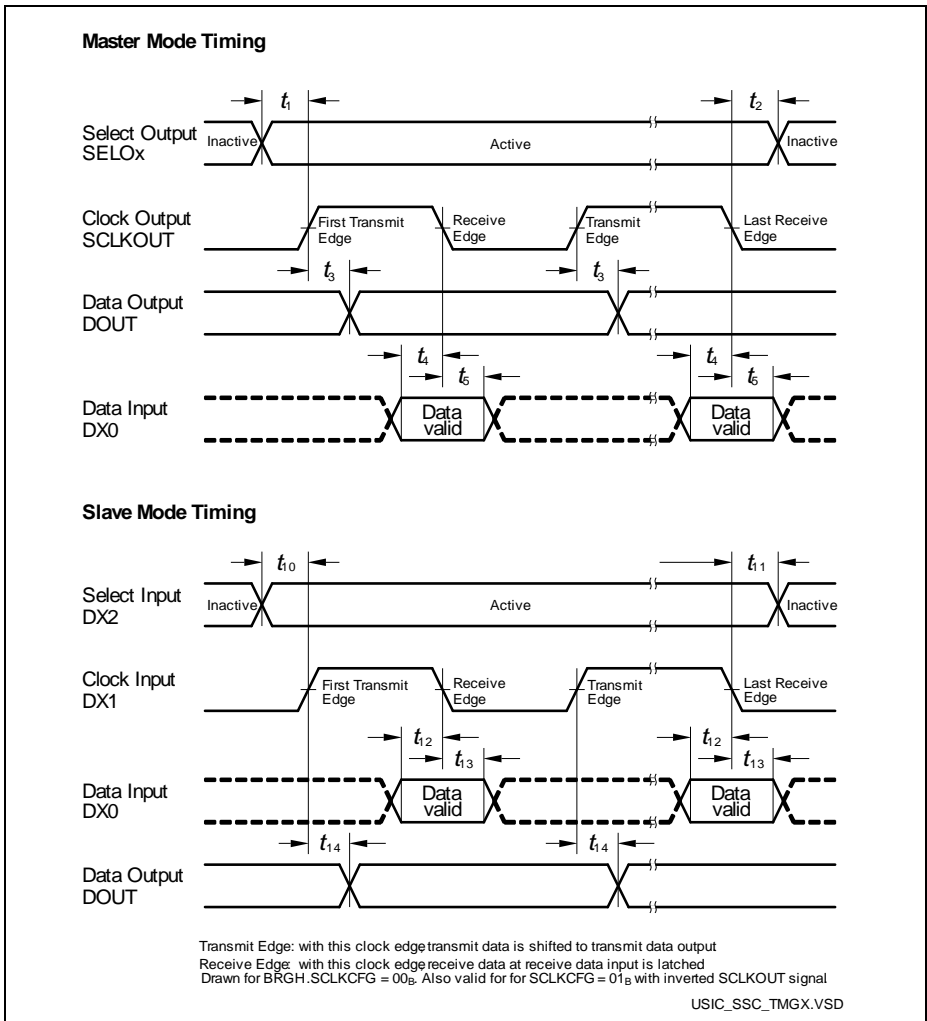 Master Mode Timing
t1
t2
Select Output
SELOx
Inactive
Active
Inactive
Clock Output
SCLKOUT
First Transmit
Edge
Receive
Edge
Transmit
Edge
Last Receive
Edge
t3
t3
Data Output
DOUT
t4
t5
t4
t5
Data Input
DX0
Data
valid
Data
valid
Slave Mode Timing
t10
t11
Select Input
DX2
Inactive
Active
Inactive
Clock Input
DX1
First Transmit
Edge
Receive
Edge
Transmit
Edge
Last Receive
Edge
t12
t13
t12
t13
Data Input
DX0
Data
valid
Data
valid
t14
t14
Data Output
DOUT
Transmit Edge: with this clock edge, transmit data is shifted to transmit data output
Receive Edge: with this clock edge, receive data at receive data input is latched
Drawn for BRGH.SCLKCFG = 00B. Also valid for for SCLKCFG = 01B with inverted SCLKOUT signal.
USIC_SSC_TMGX.VSD